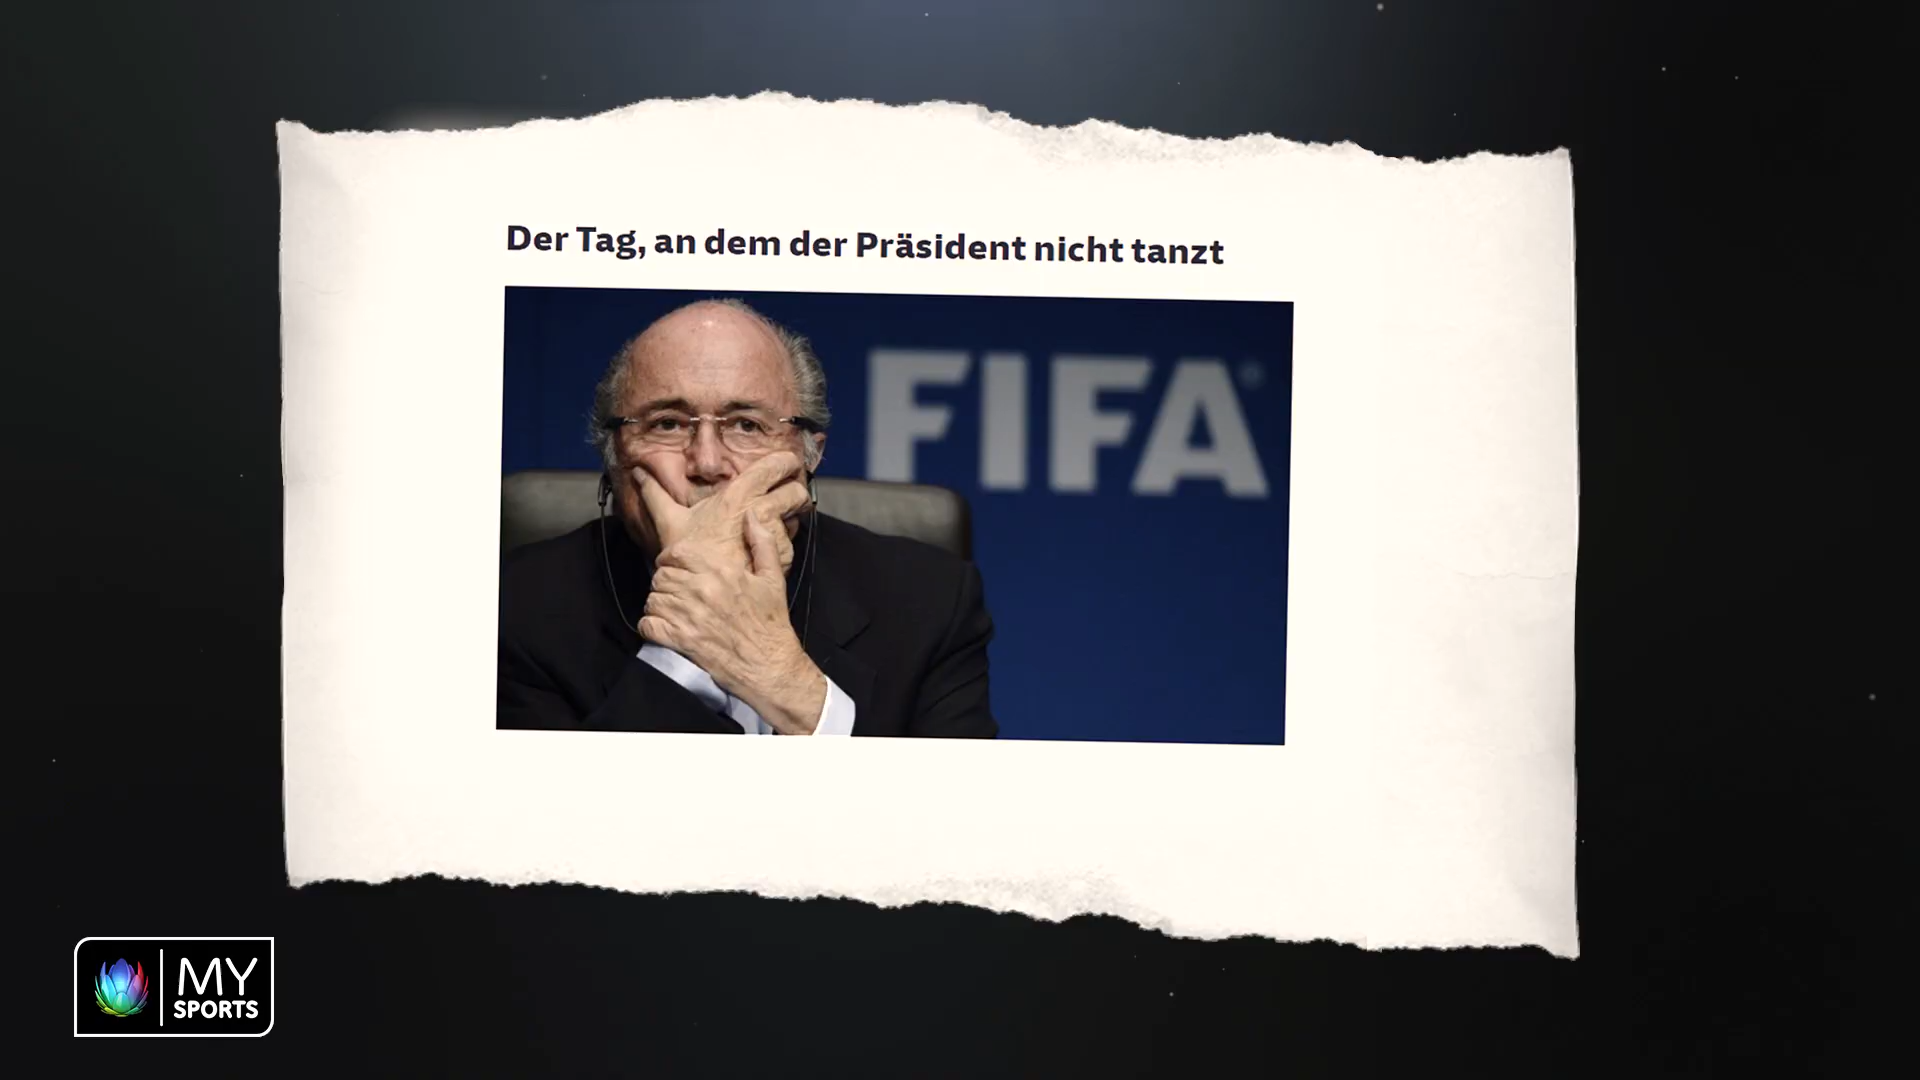 Der Tag, an dem der Präsident nicht tanzt
FIFA
MY
SPORTS